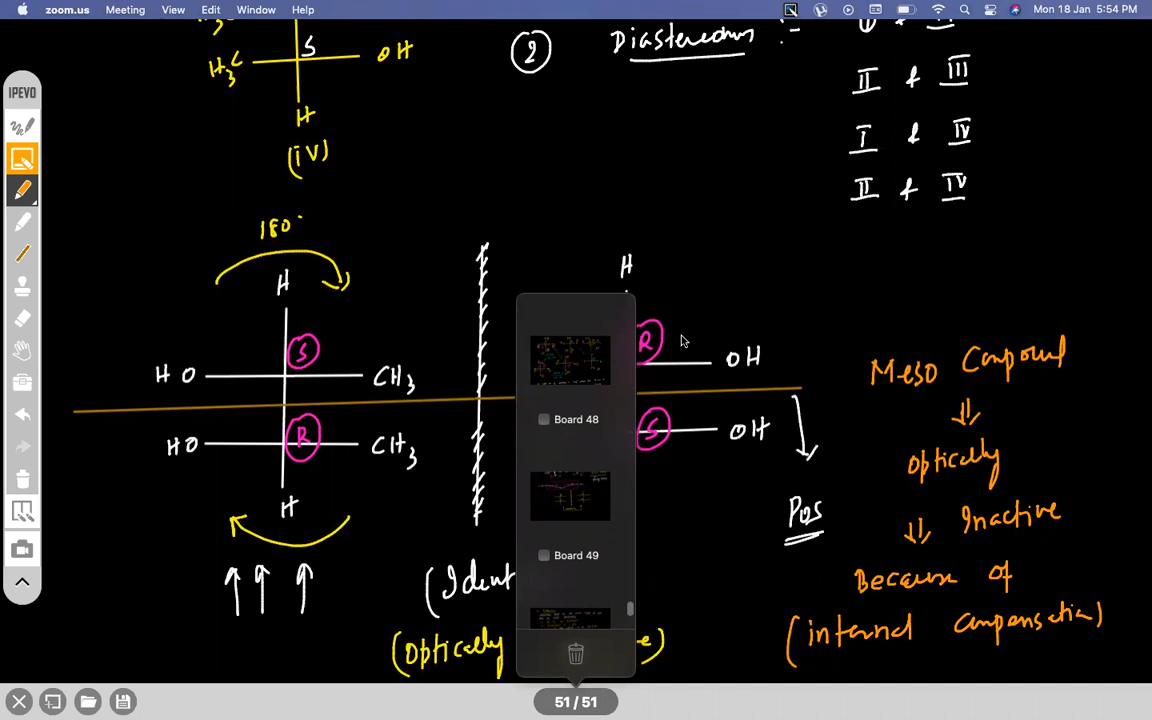 zoom.us Meeting View Edit Window Help Mon 18 Jan 5:54 PM
IPEVO
H3C S OH
H
(iV)
② Diastereomers :-
II & III
I & IV
II & IV
180°
H
S
HO CH3
HO R CH3
H
H
R OH
S OH
Pos
(Ident
(Optically e)
Meso Compound
⇓
Optically
⇓ Inactive
Because of
(internal compensation)
Board 48
Board 49
51 / 51